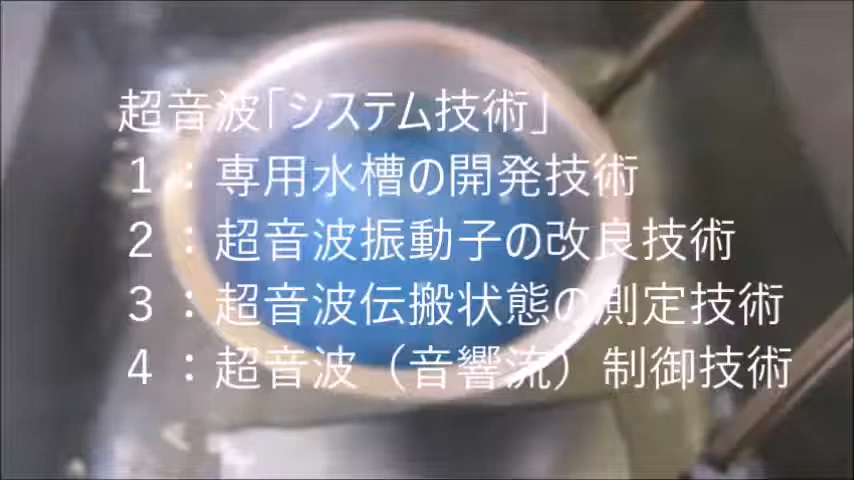 超音波「システム技術」
１：専用水槽の開発技術
２：超音波振動子の改良技術
３：超音波伝搬状態の測定技術
４：超音波（音響流）制御技術